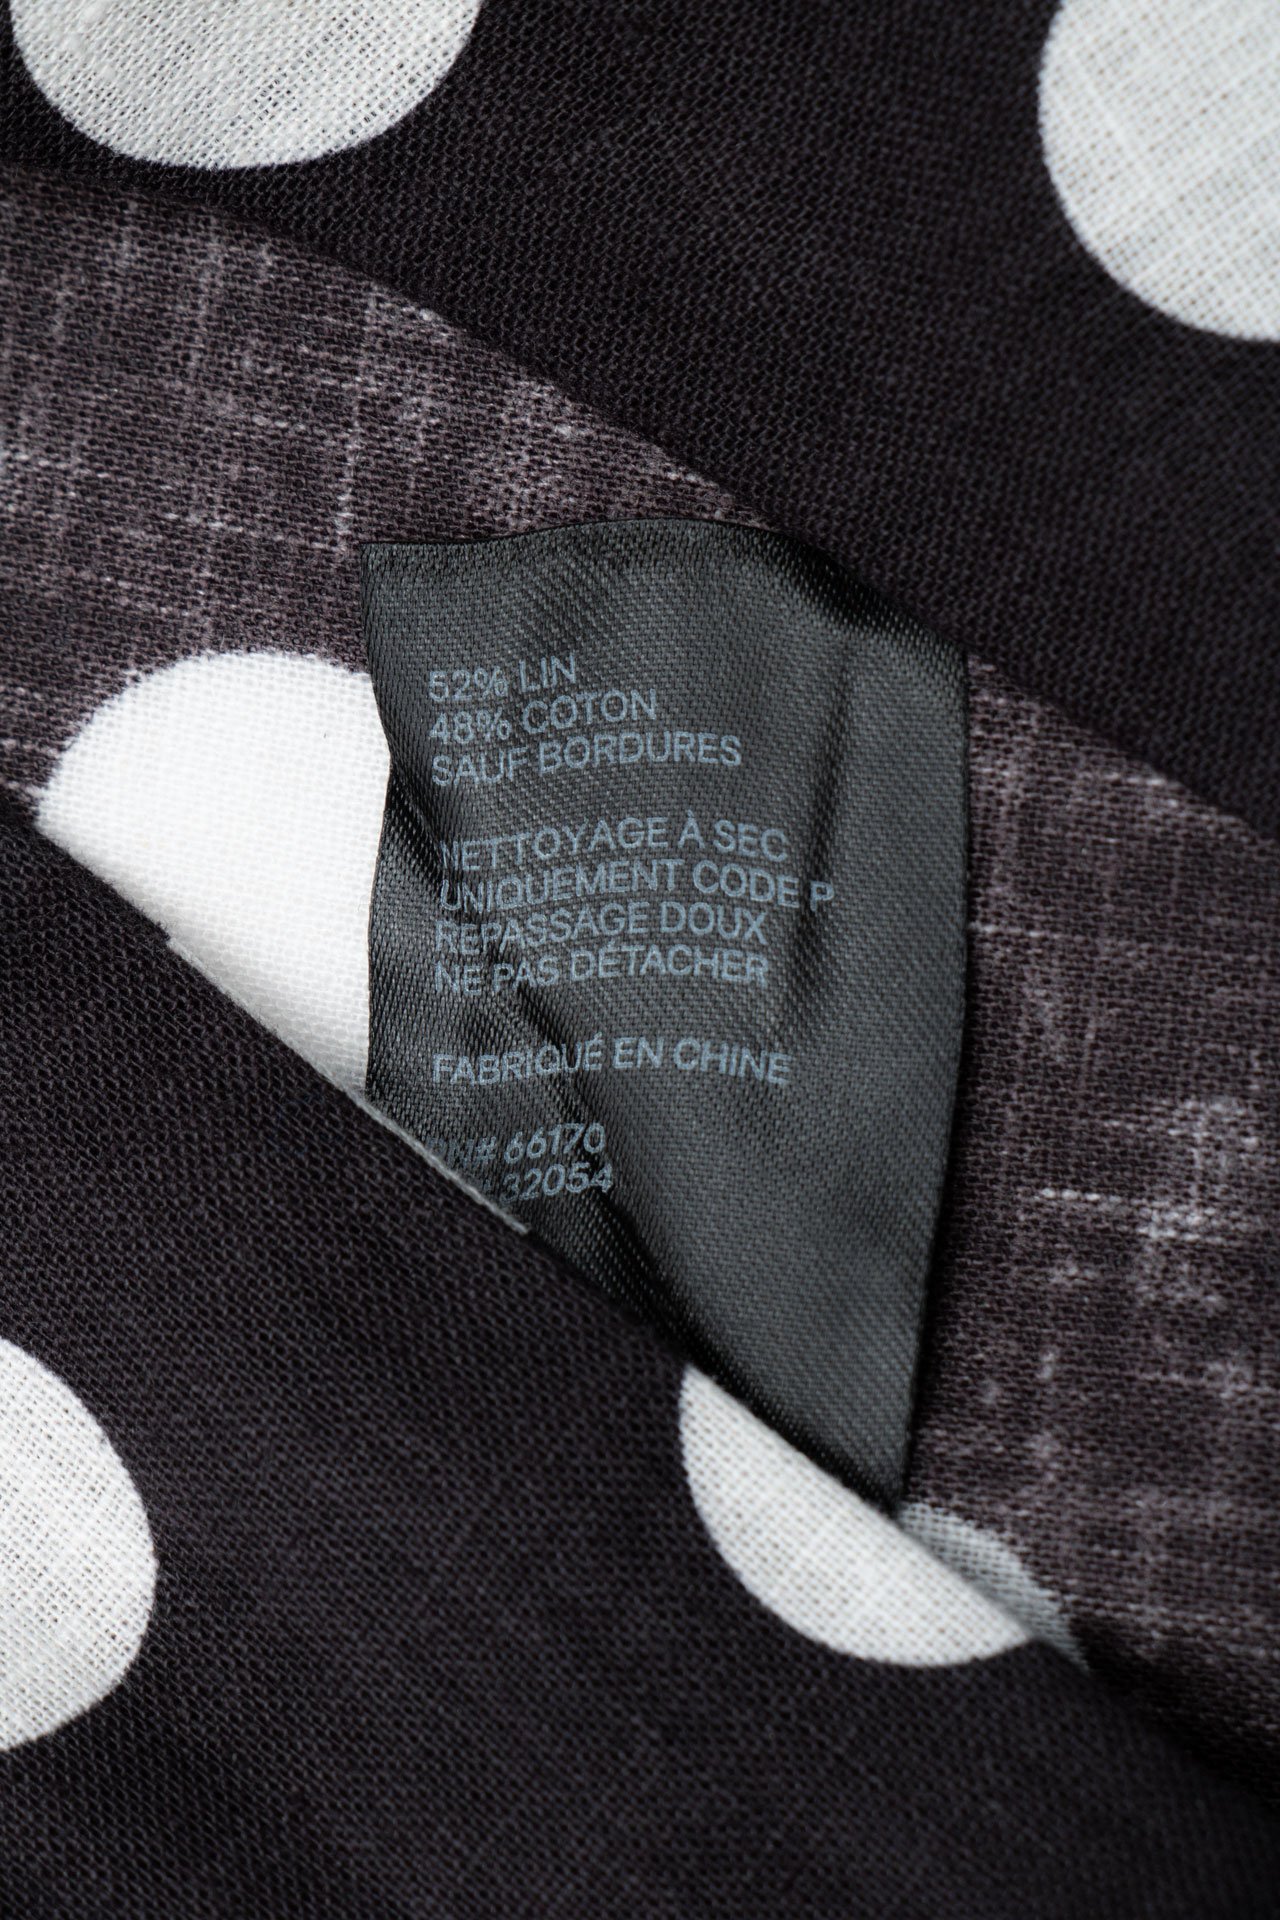 52% LIN
48% COTON
SAUF BORDURES
NETTOYAGE À SEC
UNIQUEMENT CODE P
REPASSAGE DOUX
NE PAS DÉTACHER
FABRIQUÉ EN CHINE
66170
32054